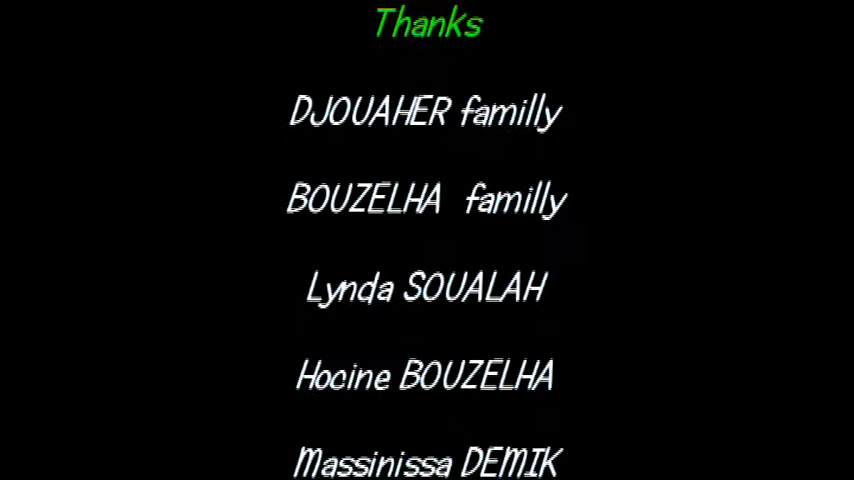 Thanks
DJOUAHER familly
BOUZELHA familly
Lynda SOUALAH
Hocine BOUZELHA
Massinissa DEMIK